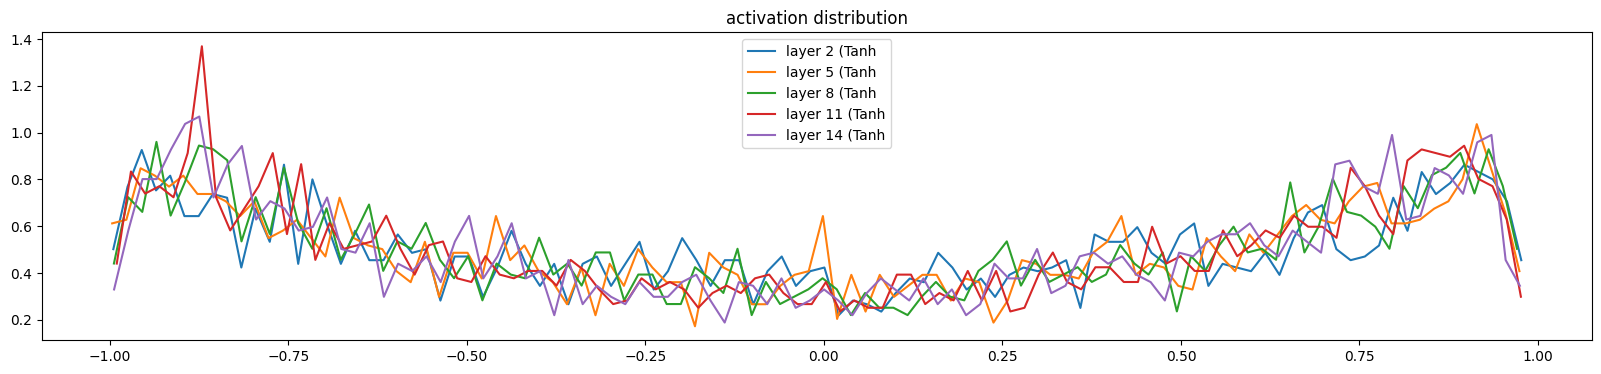 activation distribution
1.4
1.2
1.0
0.8
0.6
0.4
0.2
layer 2 (Tanh
layer 5 (Tanh
layer 8 (Tanh
layer 11 (Tanh
layer 14 (Tanh
−1.00 −0.75 −0.50 −0.25 0.00 0.25 0.50 0.75 1.00